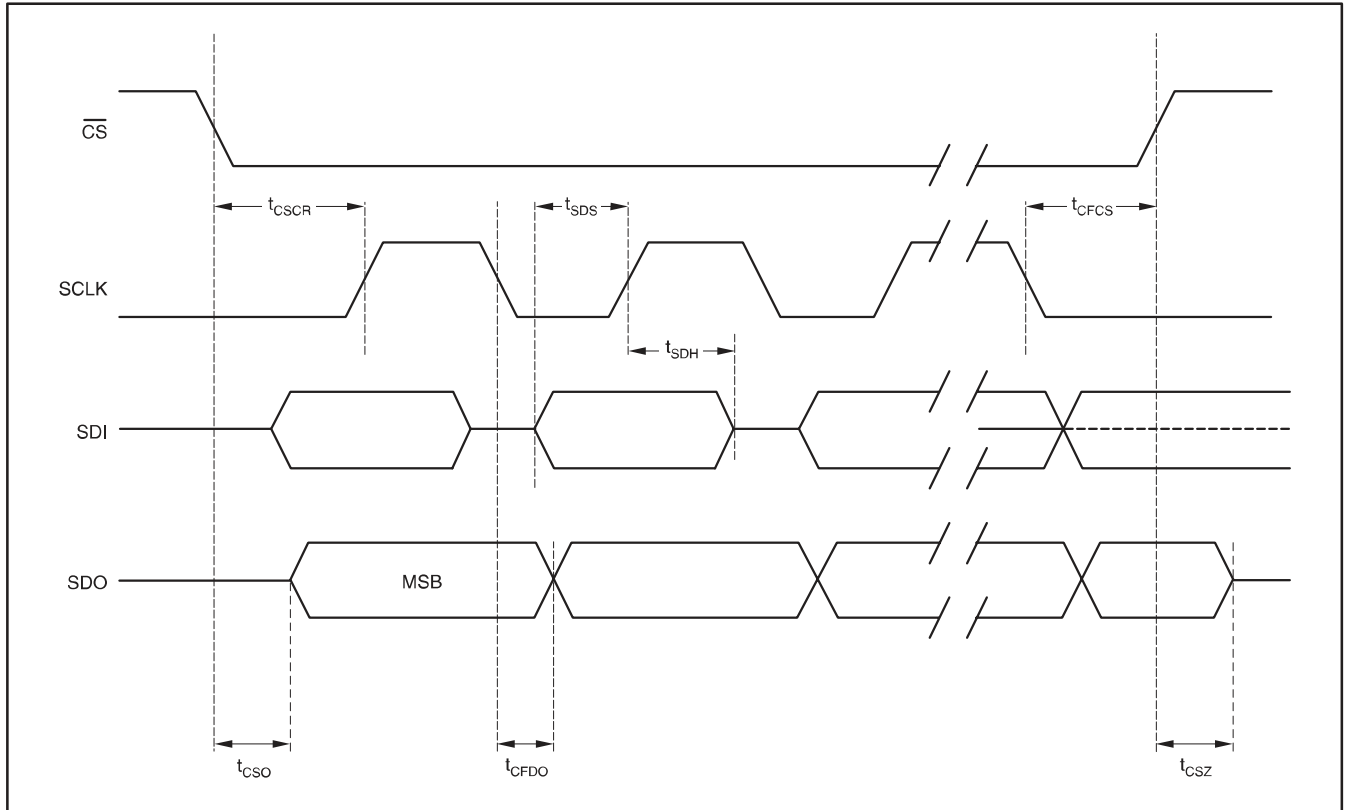 CS
tCSCR
tSDS
tCFCS
SCLK
tSDH
SDI
SDO
MSB
tCSO
tCFDO
tCSZ